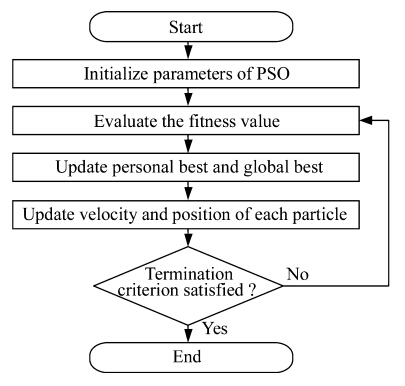 Start
Initialize parameters of PSO
Evaluate the fitness value
Update personal best and global best
Update velocity and position of each particle
Termination
criterion satisfied ?
No
Yes
End